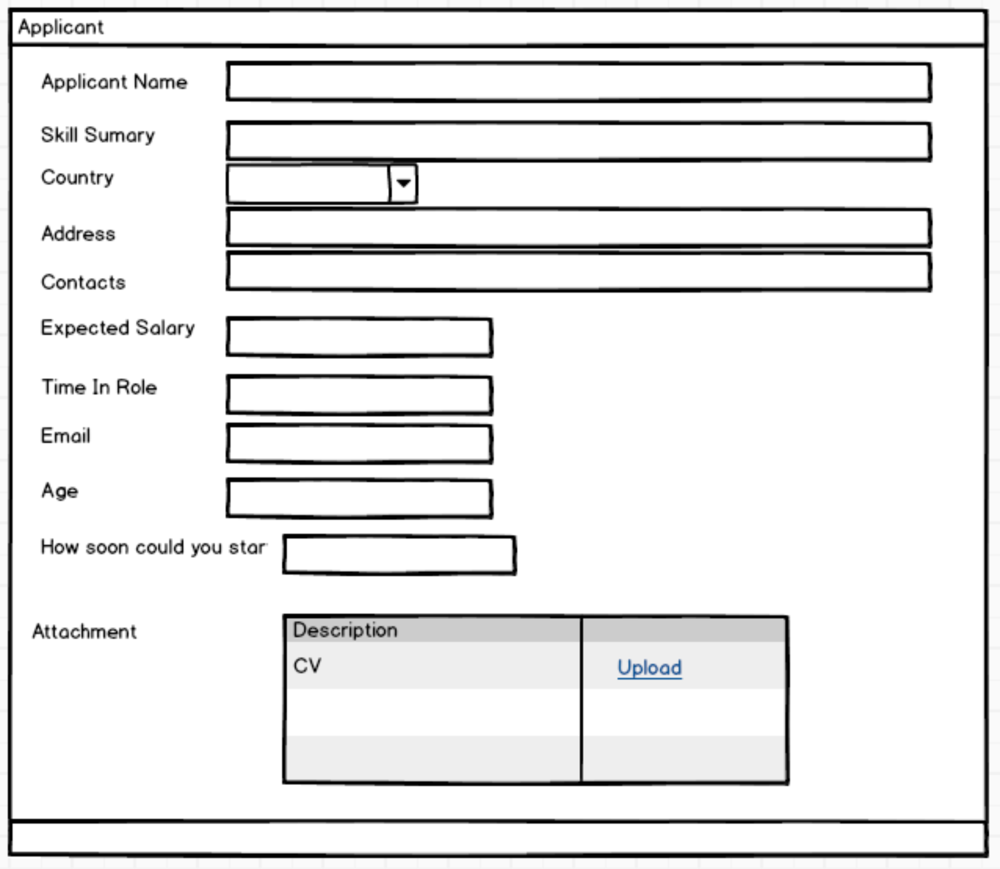 Applicant
Applicant Name
Skill Sumary
Country
Address
Contacts
Expected Salary
Time In Role
Email
Age
How soon could you star
Attachment
Description
CV Upload